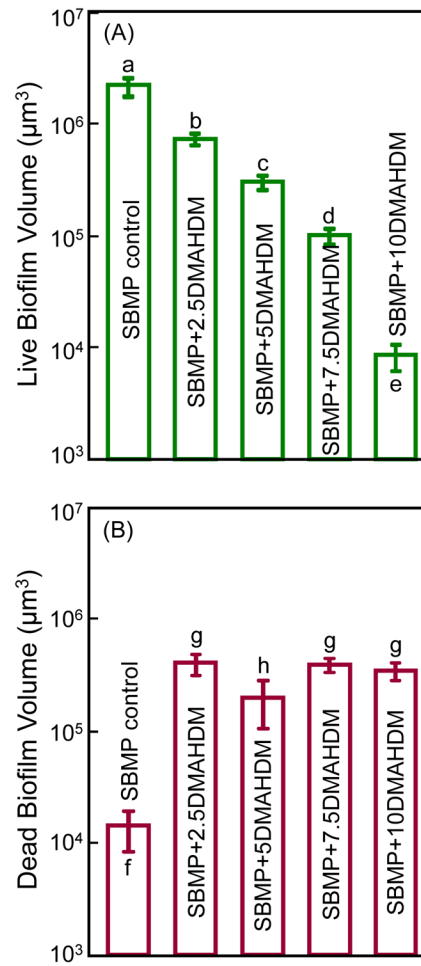 (A)
Live Biofilm Volume (µm³)
10⁷
10⁶
10⁵
10⁴
10³
a
SBMP control
b
SBMP+2.5DMAHDM
c
SBMP+5DMAHDM
d
SBMP+7.5DMAHDM
SBMP+10DMAHDM
e
(B)
Dead Biofilm Volume (µm³)
10⁷
10⁶
10⁵
10⁴
10³
SBMP control
f
g
SBMP+2.5DMAHDM
h
SBMP+5DMAHDM
g
SBMP+7.5DMAHDM
g
SBMP+10DMAHDM